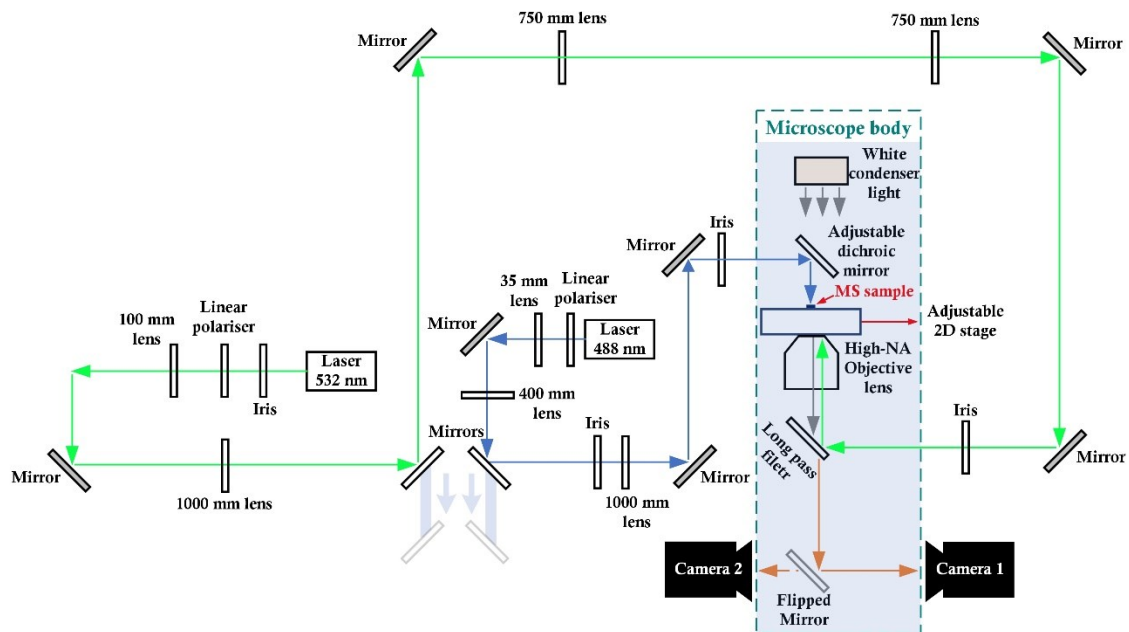 750 mm lens
750 mm lens
Mirror
Mirror
Microscope body
White
condenser
light
Iris
Mirror
Adjustable
dichroic
mirror
35 mm
lens
Linear
polariser
MS sample
Linear
polariser
100 mm
lens
Mirror
Laser
488 nm
Adjustable
2D stage
High-NA
Objective
lens
Laser
532 nm
Iris
400 mm
lens
Mirrors
Iris
Iris
Long pass
filetr
Mirror
1000 mm lens
Mirror
1000 mm
lens
Mirror
Camera 2
Camera 1
Flipped
Mirror